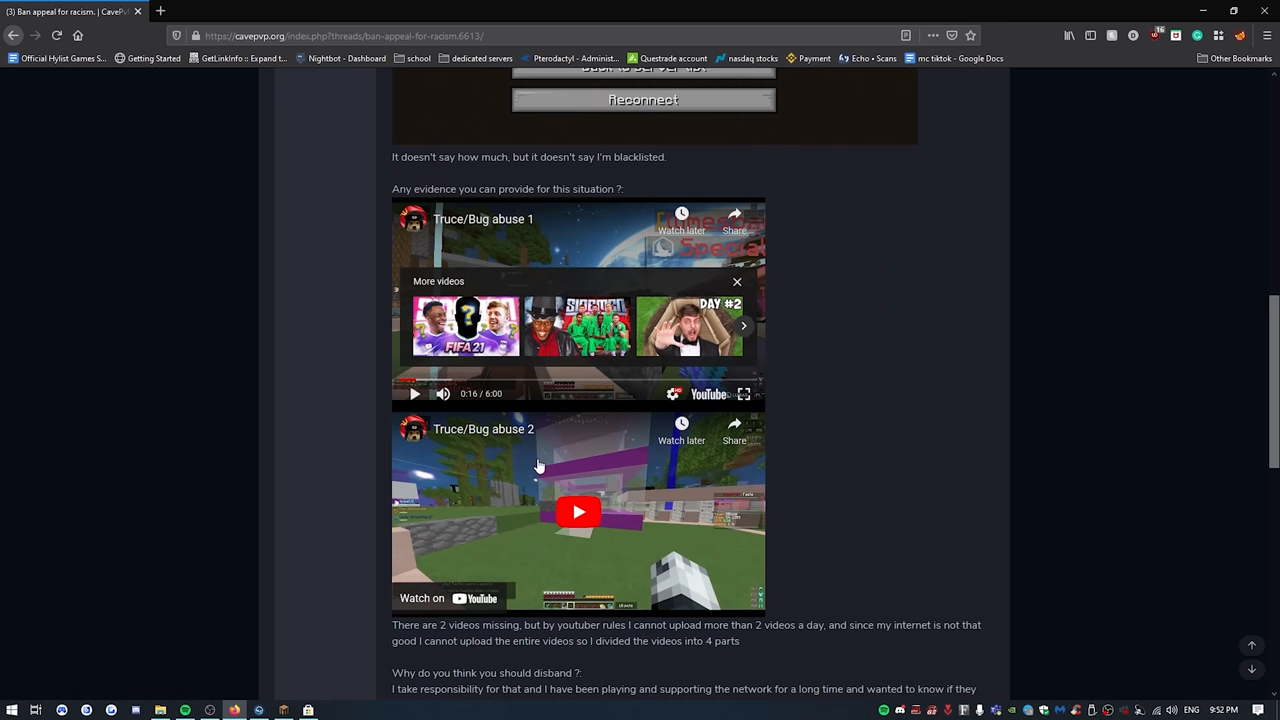 (3) Ban appeal for racism. | CavePv
https://cavepvp.org/index.php?threads/ban-appeal-for-racism.6613/
16
Official Hylist Games S... Getting Started GetLinkInfo :: Expand t... Nightbot - Dashboard school dedicated servers Pterodactyl - Administ... Questrade account nasdaq stocks Payment Echo • Scans mc tiktok - Google Docs Other Bookmarks
Reconnect
It doesn't say how much, but it doesn't say I'm blacklisted.
Any evidence you can provide for this situation ?:
Truce/Bug abuse 1
Watch later Share
More videos
FIFA 21 SIDEMEN DAY #2
0:16 / 6:00 HD YouTube
Truce/Bug abuse 2
Watch later Share
Watch on YouTube
There are 2 videos missing, but by youtuber rules I cannot upload more than 2 videos a day, and since my internet is not that
good I cannot upload the entire videos so I divided the videos into 4 parts
Why do you think you should disband ?:
I take responsibility for that and I have been playing and supporting the network for a long time and wanted to know if they
ENG 9:52 PM